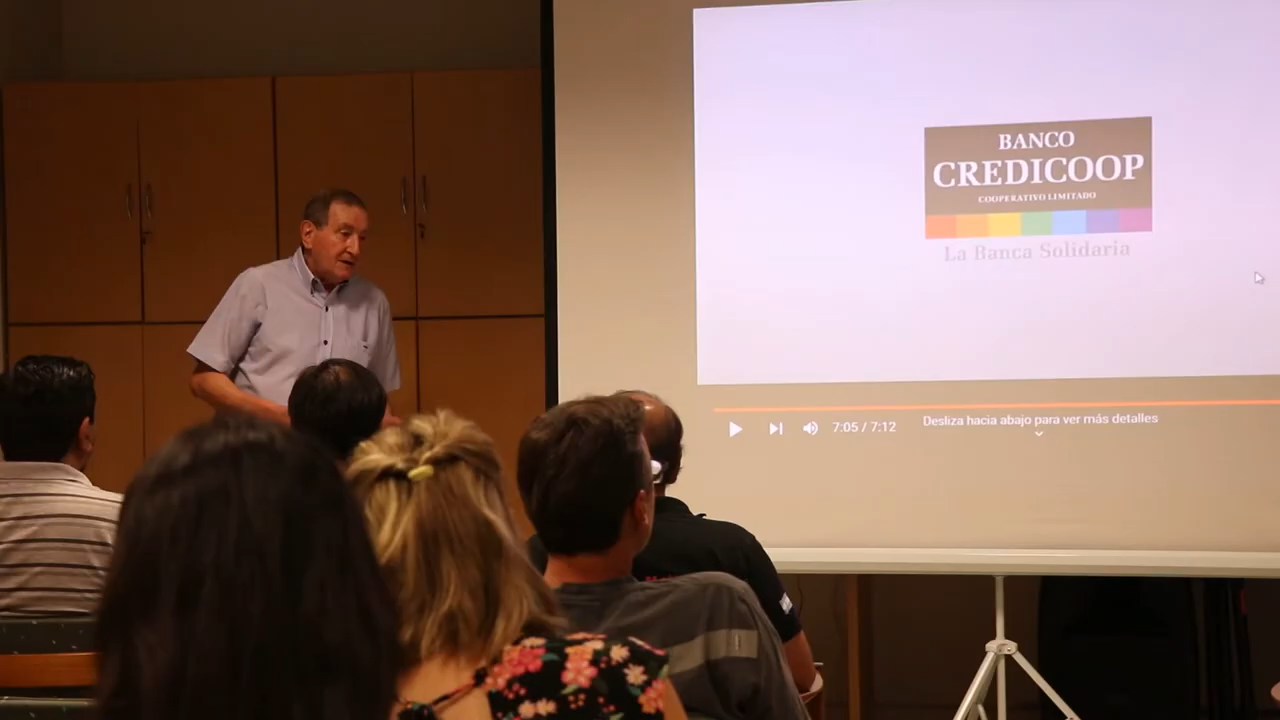 BANCO
CREDICOOP
COOPERATIVO LIMITADO
La Banca Solidaria
7:05 / 7:12
Desliza hacia abajo para ver más detalles